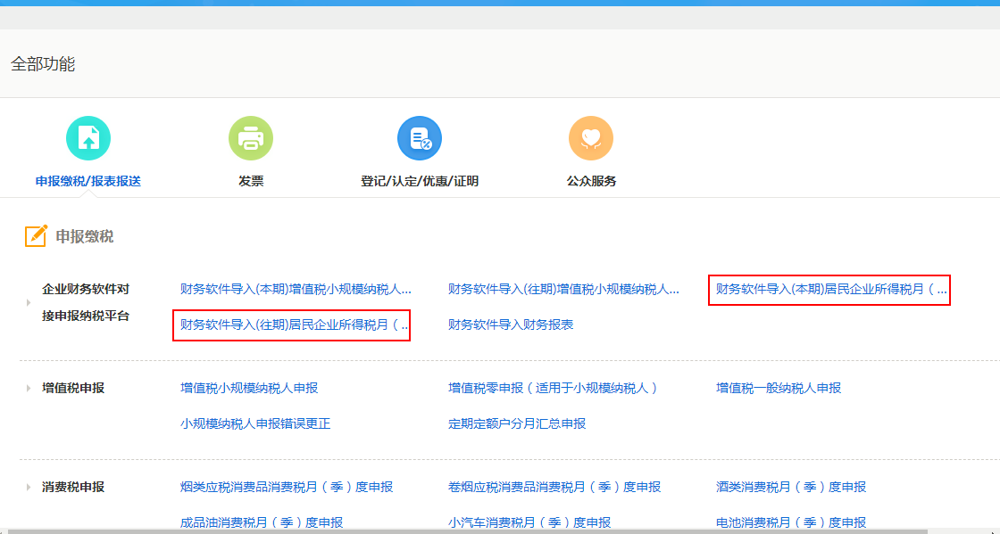 全部功能
申报缴税/报表报送 发票 登记/认定/优惠/证明 公众服务
申报缴税
企业财务软件对接申报纳税平台
财务软件导入(本期)增值税小规模纳税人... 财务软件导入(往期)增值税小规模纳税人... 财务软件导入(本期)居民企业所得税月（...
财务软件导入(往期)居民企业所得税月（.. 财务软件导入财务报表
增值税申报 增值税小规模纳税人申报 增值税零申报（适用于小规模纳税人） 增值税一般纳税人申报
小规模纳税人申报错误更正 定期定额户分月汇总申报
消费税申报 烟类应税消费品消费税月（季）度申报 卷烟应税消费品消费税月（季）度申报 酒类消费税月（季）度申报
成品油消费税月（季）度申报 小汽车消费税月（季）度申报 电池消费税月（季）度申报